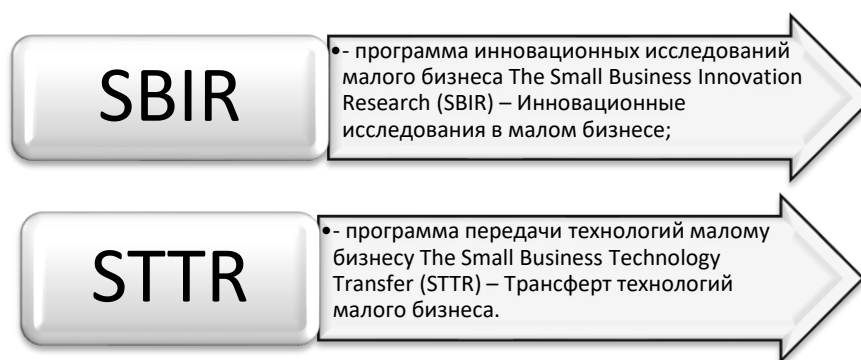 SBIR
•- программа инновационных исследований
малого бизнеса The Small Business Innovation
Research (SBIR) – Инновационные
исследования в малом бизнесе;
STTR
•- программа передачи технологий малому
бизнесу The Small Business Technology
Transfer (STTR) – Трансферт технологий
малого бизнеса.